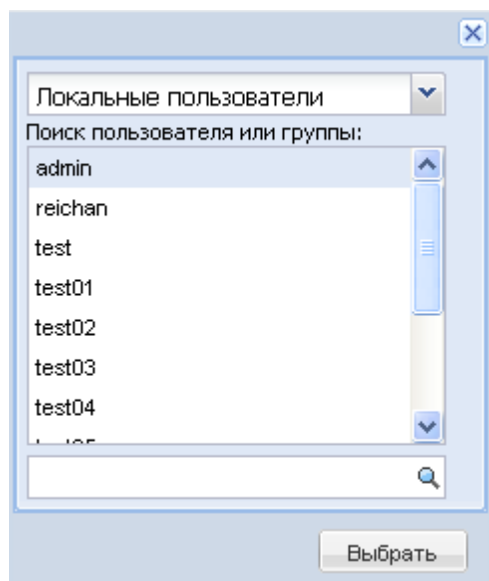 Локальные пользователи
Поиск пользователя или группы:
admin
reichan
test
test01
test02
test03
test04
Выбрать